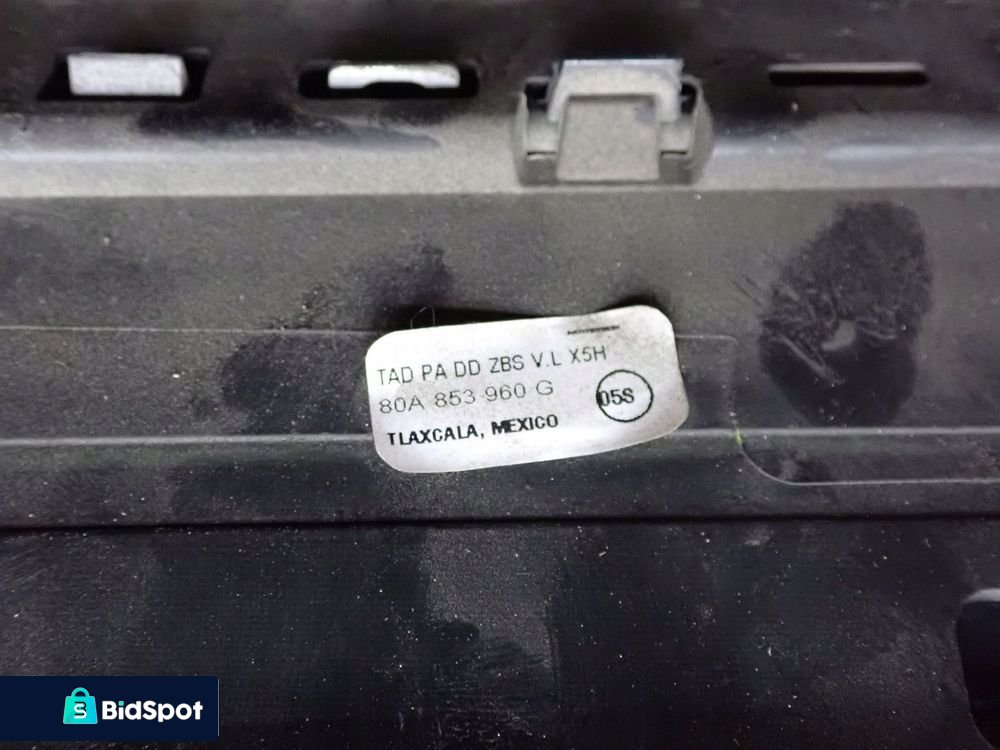 TAD PA DD ZBS V.L X5H
80A 853 960 G
05S
TLAXCALA, MEXICO
BidSpot